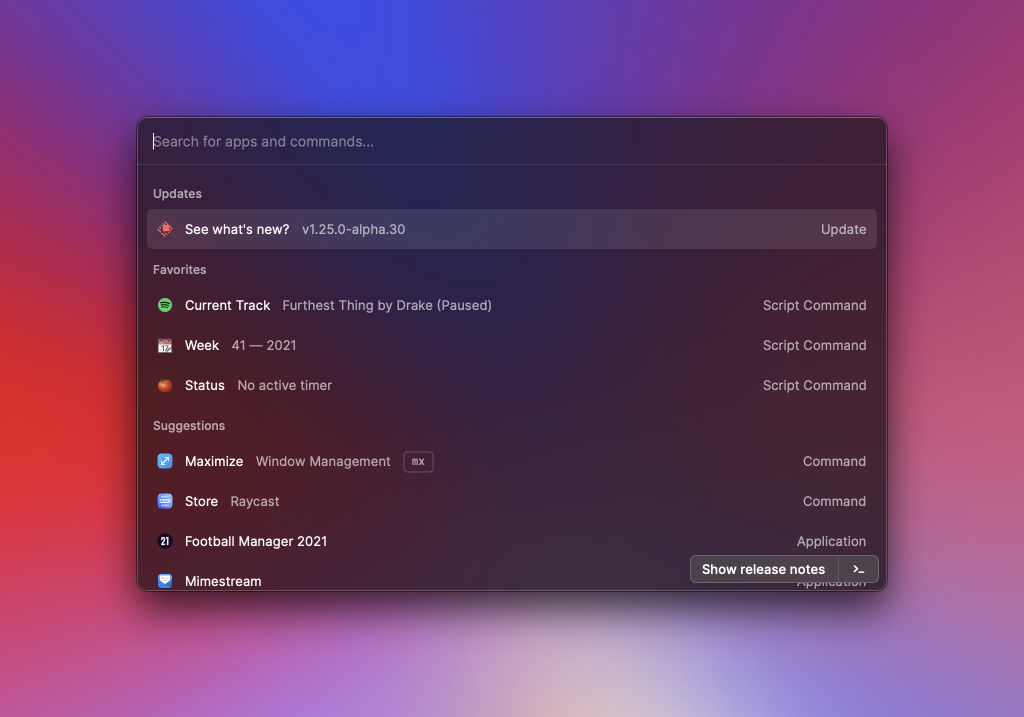 Search for apps and commands...
Updates
See what's new? v1.25.0-alpha.30 Update
Favorites
Current Track Furthest Thing by Drake (Paused) Script Command
Week 41 — 2021 Script Command
Status No active timer Script Command
Suggestions
Maximize Window Management mx Command
Store Raycast Command
21 Football Manager 2021 Application
Mimestream Application
Show release notes >_